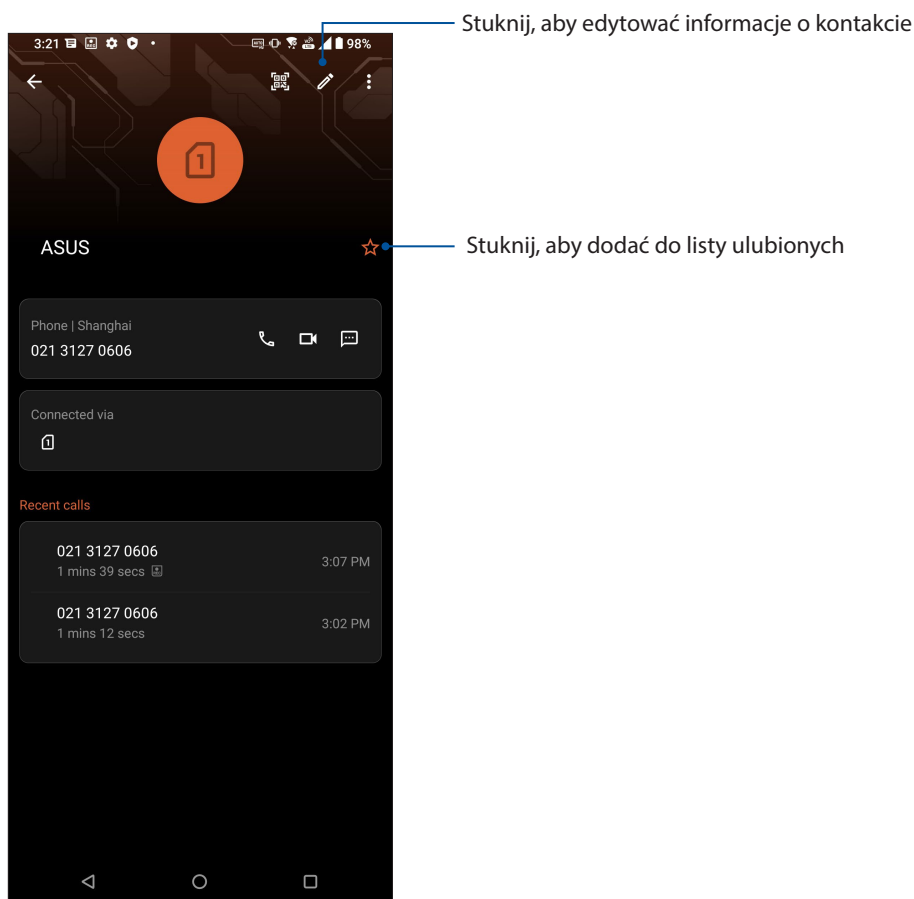 Stuknij, aby edytować informacje o kontakcie
3:21
98%
1
ASUS
Stuknij, aby dodać do listy ulubionych
Phone | Shanghai
021 3127 0606
Connected via
1
Recent calls
021 3127 0606
1 mins 39 secs
3:07 PM
021 3127 0606
1 mins 12 secs
3:02 PM